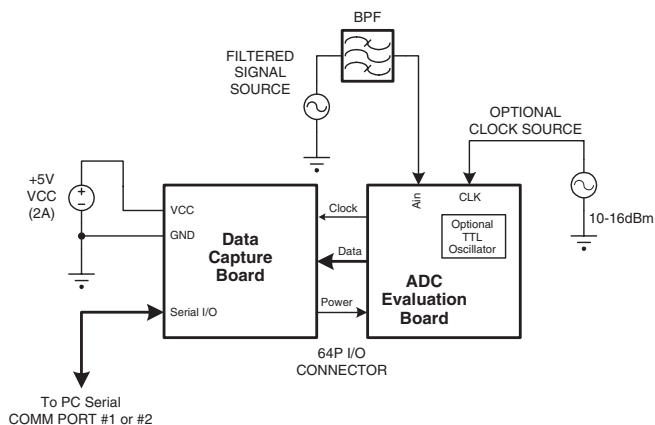 BPF
FILTERED
SIGNAL
SOURCE
OPTIONAL
CLOCK SOURCE
+5V
VCC
(2A)
VCC
GND
Data
Capture
Board
Serial I/O
Clock
Data
Power
Ain
CLK
Optional
TTL
Oscillator
ADC
Evaluation
Board
10-16dBm
64P I/O
CONNECTOR
To PC Serial
COMM PORT #1 or #2